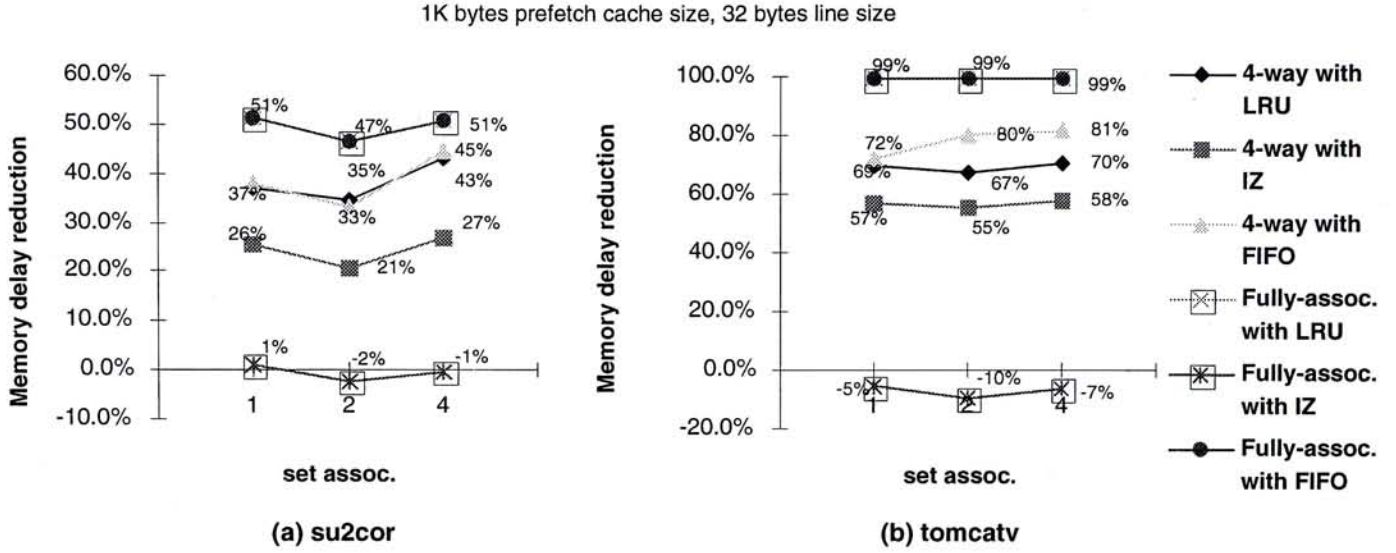 1K bytes prefetch cache size, 32 bytes line size
60.0%
50.0%
40.0%
30.0%
20.0%
10.0%
0.0%
-10.0%
Memory delay reduction
51%
47%
51%
35%
45%
37%
33%
43%
26%
21%
27%
1%
-2%
-1%
1
2
4
set assoc.
(a) su2cor
100.0%
80.0%
60.0%
40.0%
20.0%
0.0%
-20.0%
Memory delay reduction
99%
99%
99%
72%
80%
81%
69%
67%
70%
57%
55%
58%
-5%
-10%
-7%
1
2
4
set assoc.
(b) tomcatv
4-way with
LRU
4-way with
IZ
4-way with
FIFO
Fully-assoc.
with LRU
Fully-assoc.
with IZ
Fully-assoc.
with FIFO